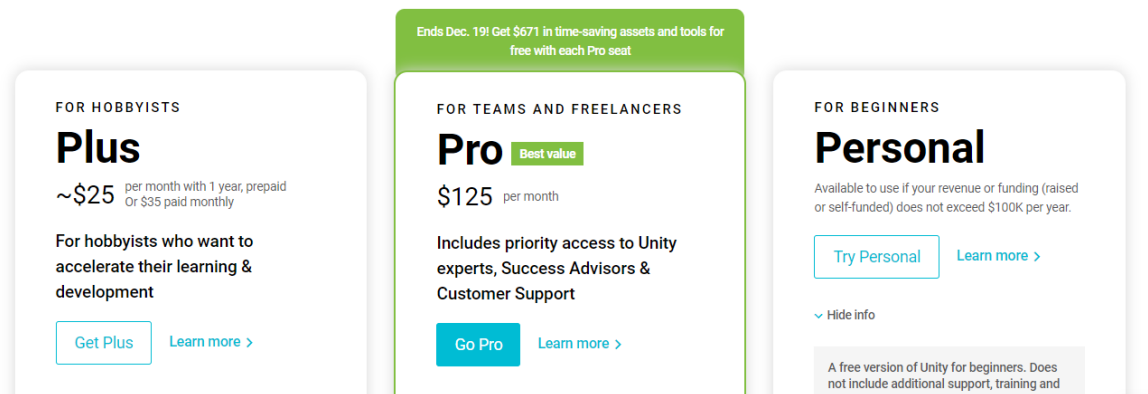 Ends Dec. 19! Get $671 in time-saving assets and tools for
free with each Pro seat
FOR HOBBYISTS
Plus
~$25 per month with 1 year, prepaid
Or $35 paid monthly
For hobbyists who want to
accelerate their learning &
development
Get Plus Learn more >
FOR TEAMS AND FREELANCERS
Pro Best value
$125 per month
Includes priority access to Unity
experts, Success Advisors &
Customer Support
Go Pro Learn more >
FOR BEGINNERS
Personal
Available to use if your revenue or funding (raised
or self-funded) does not exceed $100K per year.
Try Personal Learn more >
Hide info
A free version of Unity for beginners. Does
not include additional support, training and